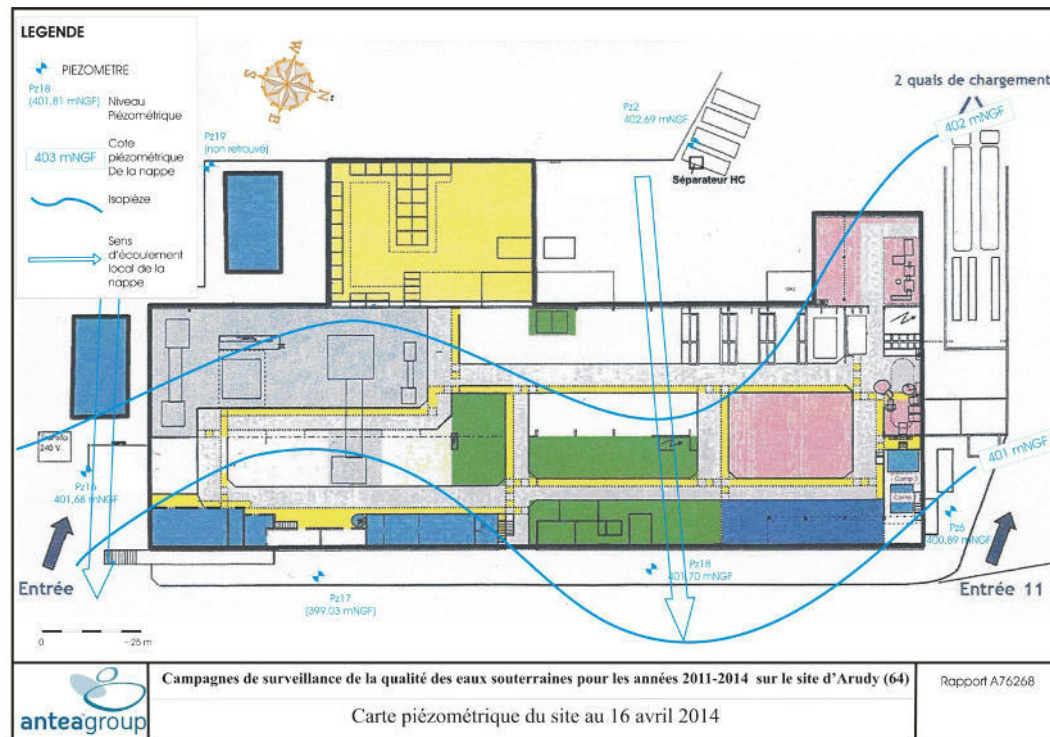 LEGENDE
PIEZOMETRE
Pz18
(401.81 mNGF)
Niveau
Piézométrique
403 mNGF
Cote
piézométrique
De la nappe
Isopièze
Sens
d'écoulement
local de la
nappe
W
S
N
E
Pz19
(non retrouvé)
Pz2
402.69 mNGF
Séparateur HC
2 quais de chargement
402 mNGF
401 mNGF
240 V
Pz16
401,68 mNGF
Entrée
Pz17
(399.03 mNGF)
Pz18
401.70 mNGF
Comp 3
Comp
Pz6
400.89 mNGF
Entrée 11
0
25 m
anteagroup
Campagnes de surveillance de la qualité des eaux souterraines pour les années 2011-2014 sur le site d'Arudy (64)
Carte piézométrique du site au 16 avril 2014
Rapport A76268